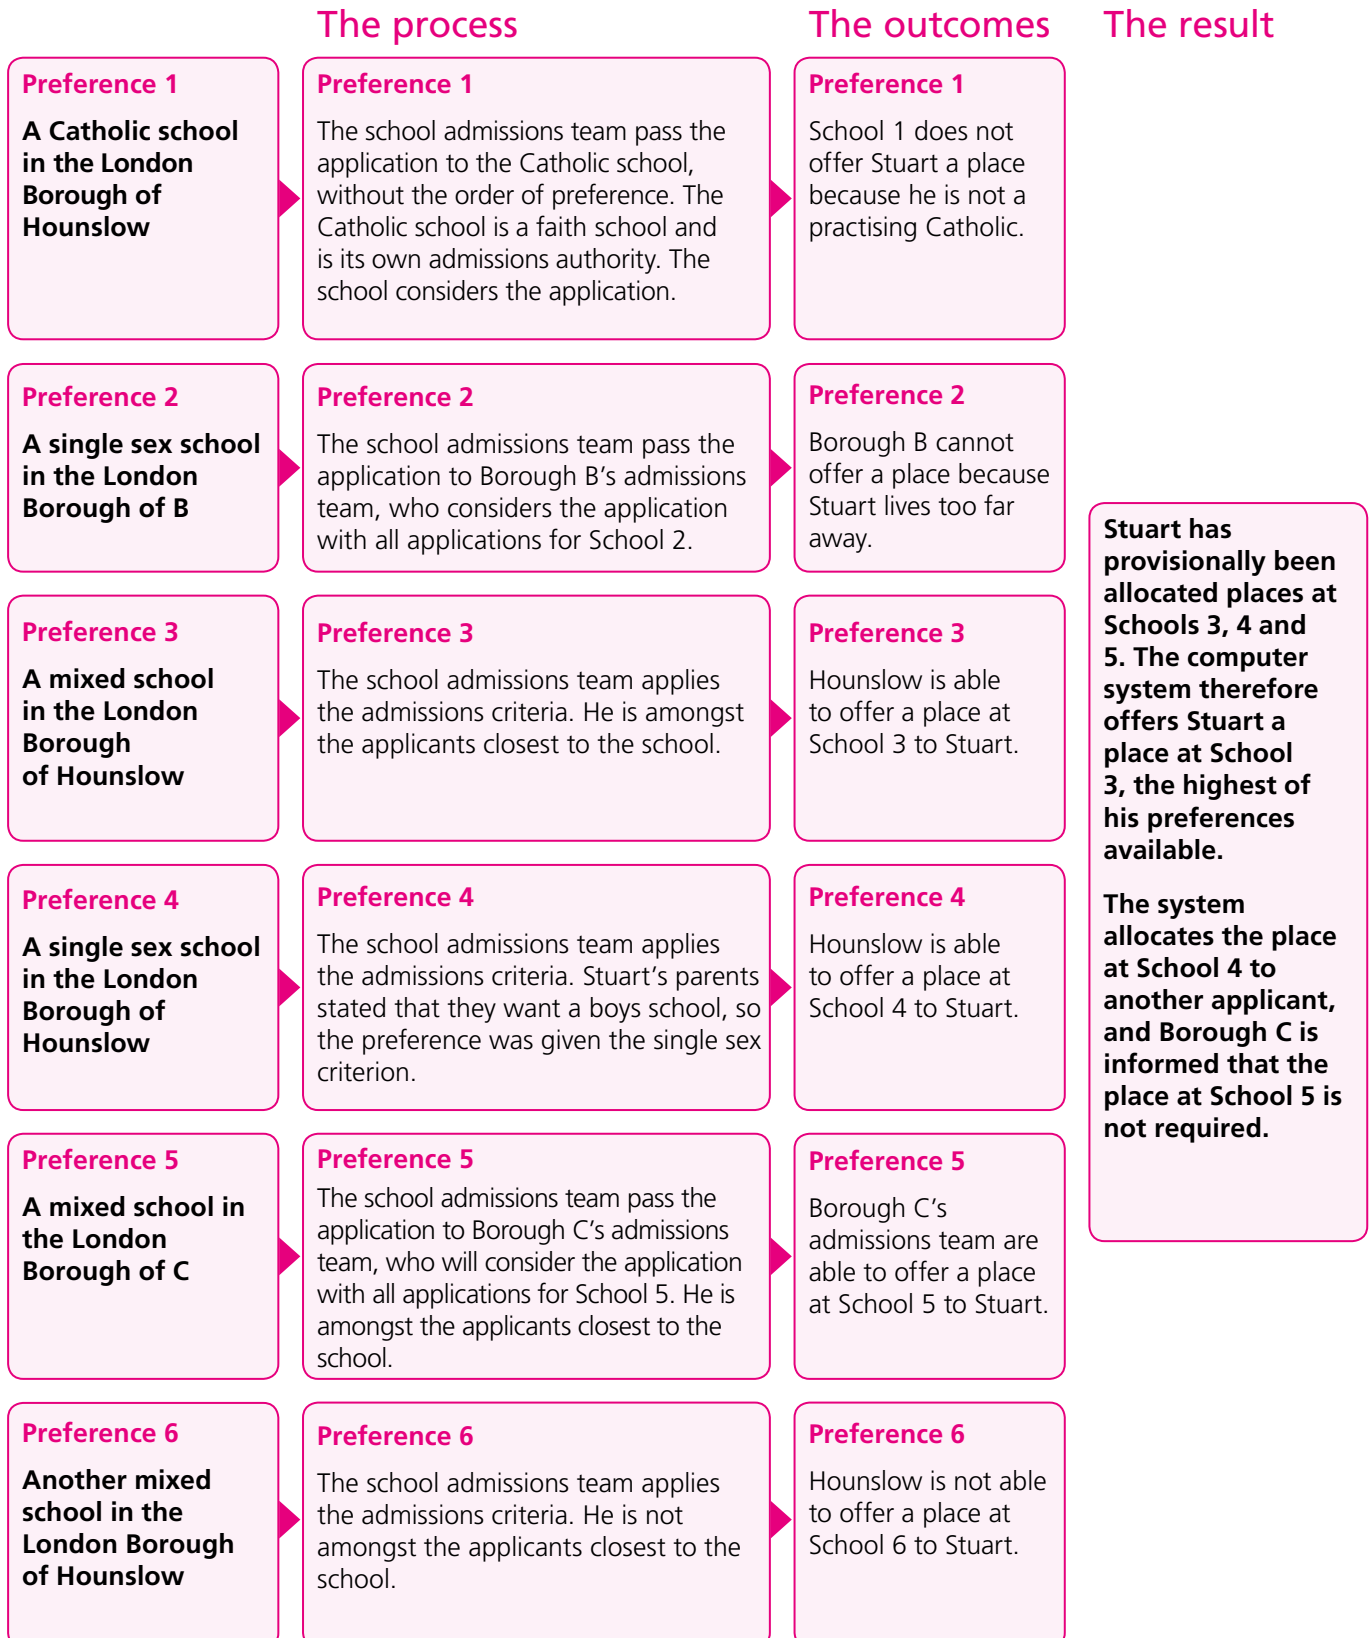 The process
The outcomes
The result
Preference 1
A Catholic school
in the London
Borough of
Hounslow
Preference 1
The school admissions team pass the
application to the Catholic school,
without the order of preference. The
Catholic school is a faith school and
is its own admissions authority. The
school considers the application.
Preference 1
School 1 does not
offer Stuart a place
because he is not a
practising Catholic.
Preference 2
A single sex school
in the London
Borough of B
Preference 2
The school admissions team pass the
application to Borough B’s admissions
team, who considers the application
with all applications for School 2.
Preference 2
Borough B cannot
offer a place because
Stuart lives too far
away.
Preference 3
A mixed school
in the London
Borough
of Hounslow
Preference 3
The school admissions team applies
the admissions criteria. He is amongst
the applicants closest to the school.
Preference 3
Hounslow is able
to offer a place at
School 3 to Stuart.
Preference 4
A single sex school
in the London
Borough of
Hounslow
Preference 4
The school admissions team applies
the admissions criteria. Stuart’s parents
stated that they want a boys school, so
the preference was given the single sex
criterion.
Preference 4
Hounslow is able
to offer a place at
School 4 to Stuart.
Preference 5
A mixed school in
the London
Borough of C
Preference 5
The school admissions team pass the
application to Borough C’s admissions
team, who will consider the application
with all applications for School 5. He is
amongst the applicants closest to the
school.
Preference 5
Borough C’s
admissions team are
able to offer a place
at School 5 to Stuart.
Preference 6
Another mixed
school in the
London Borough
of Hounslow
Preference 6
The school admissions team applies
the admissions criteria. He is not
amongst the applicants closest to the
school.
Preference 6
Hounslow is not able
to offer a place at
School 6 to Stuart.
Stuart has
provisionally been
allocated places at
Schools 3, 4 and
5. The computer
system therefore
offers Stuart a
place at School
3, the highest of
his preferences
available.
The system
allocates the place
at School 4 to
another applicant,
and Borough C is
informed that the
place at School 5 is
not required.